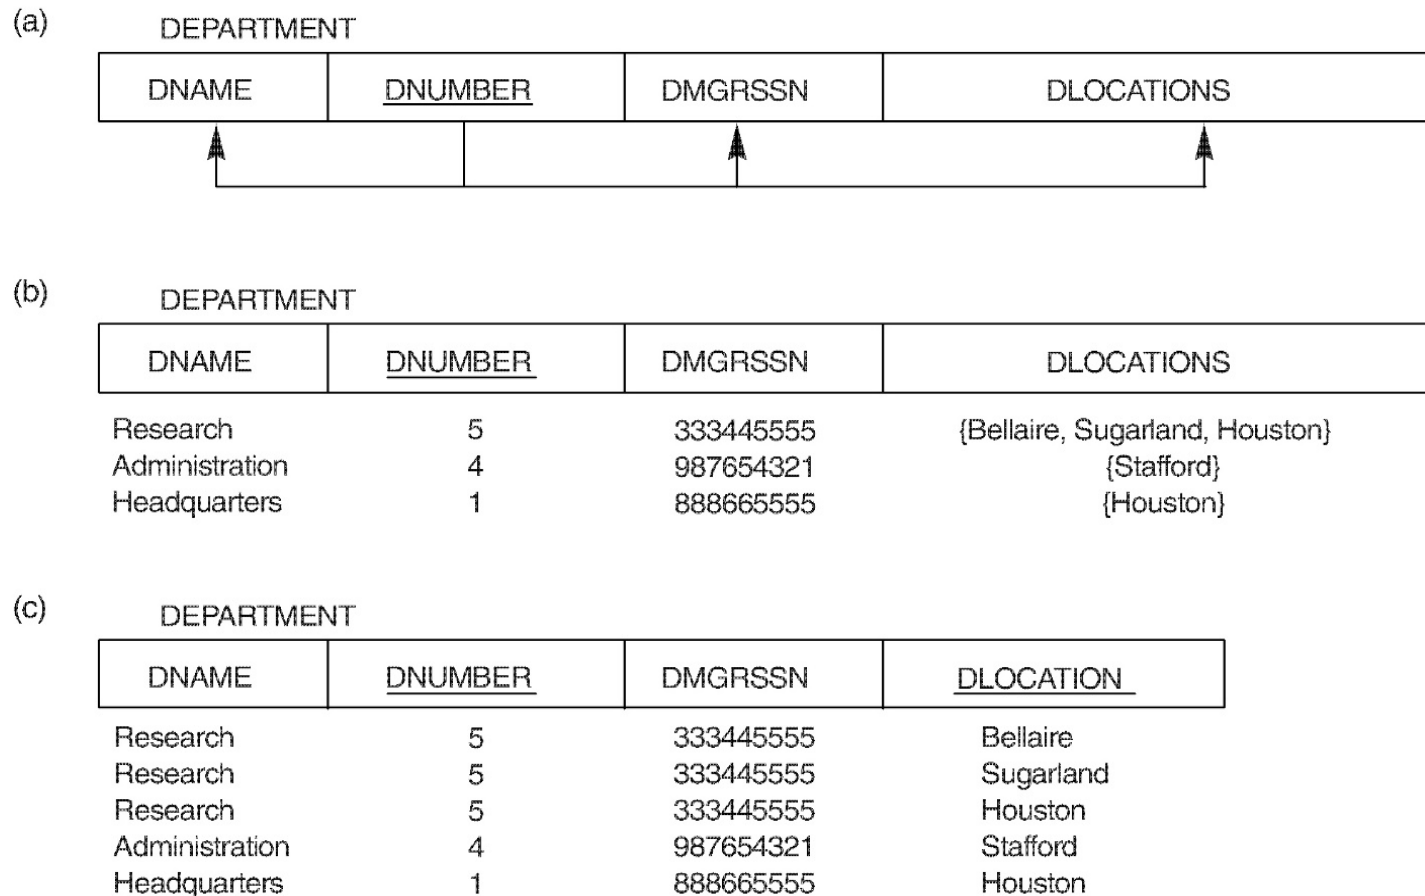 (a) DEPARTMENT
DNAME DNUMBER DMGRSSN DLOCATIONS
(b) DEPARTMENT
DNAME DNUMBER DMGRSSN DLOCATIONS
Research 5 333445555 {Bellaire, Sugarland, Houston}
Administration 4 987654321 {Stafford}
Headquarters 1 888665555 {Houston}
(c) DEPARTMENT
DNAME DNUMBER DMGRSSN DLOCATION
Research 5 333445555 Bellaire
Research 5 333445555 Sugarland
Research 5 333445555 Houston
Administration 4 987654321 Stafford
Headquarters 1 888665555 Houston